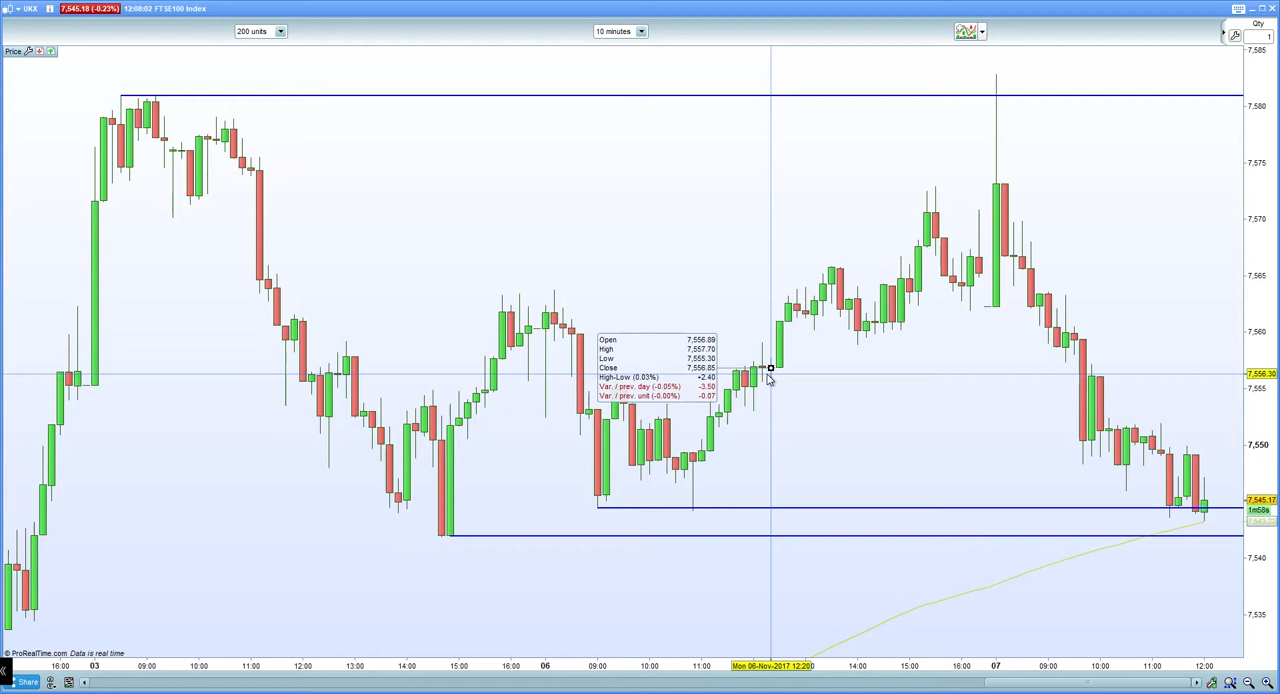 UKX 7,545.18 (-0.23%) 12:08:02 FTSE100 Index
200 units 10 minutes Qty
1
Price
7,585
7,580
7,575
7,570
7,565
7,560
Open 7,556.89
High 7,557.70
Low 7,555.30
Close 7,556.85
High-Low (0.03%) +2.40
Var. / prev. day (-0.05%) -3.50
Var. / prev. unit (-0.00%) -0.07
7,556.30
7,555
7,550
7,545.17
1m58s
7,540
7,535
© ProRealTime.com Data is real time
16:00 03 09:00 10:00 11:00 12:00 13:00 14:00 15:00 16:00 06 09:00 10:00 11:00 Mon 06-Nov-2017 12:20 14:00 15:00 16:00 07 09:00 10:00 11:00 12:00
Share